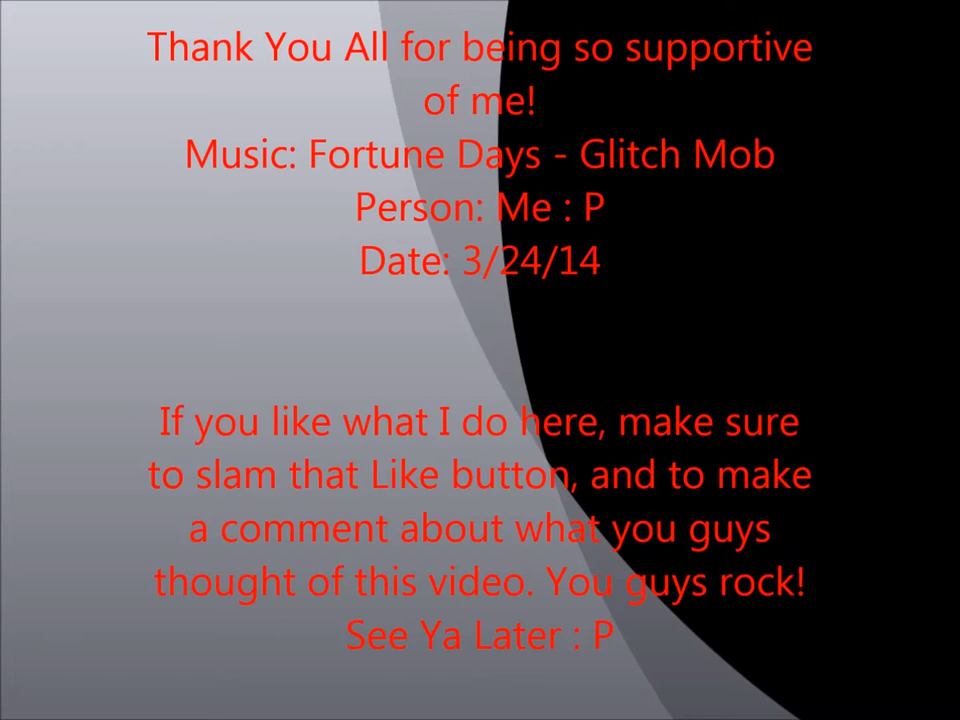 Thank You All for being so supportive
of me!
Music: Fortune Days - Glitch Mob
Person: Me : P
Date: 3/24/14
If you like what I do here, make sure
to slam that Like button, and to make
a comment about what you guys
thought of this video. You guys rock!
See Ya Later : P